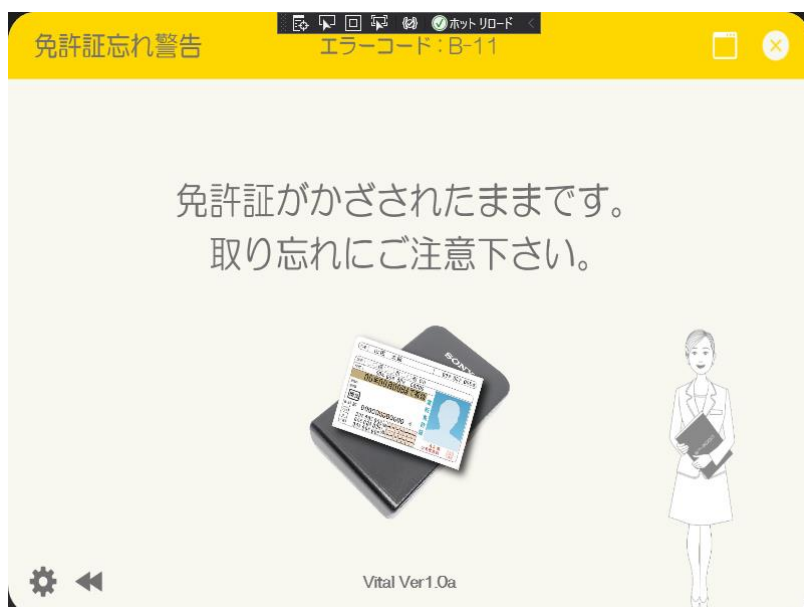 ホット リロード
免許証忘れ警告
エラーコード：B-11
免許証がかざされたままです。
取り忘れにご注意下さい。
SONY
Vital Ver1.0a